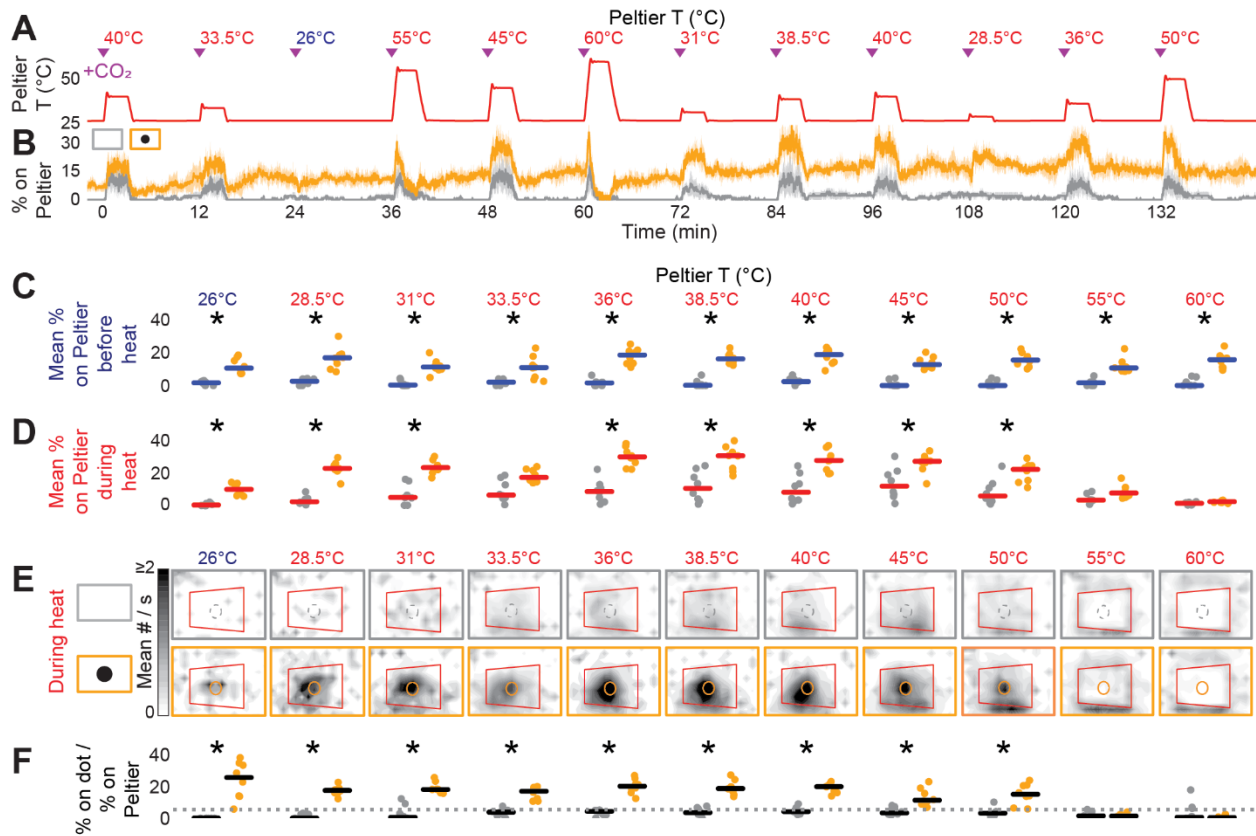 Peltier T (°C)
A
40°C 33.5°C 26°C 55°C 45°C 60°C 31°C 38.5°C 40°C 28.5°C 36°C 50°C
+CO₂
Peltier
T (°C)
50
25
B
% on
Peltier
30
15
0
0 12 24 36 48 60 72 84 96 108 120 132
Time (min)
C
Peltier T (°C)
26°C 28.5°C 31°C 33.5°C 36°C 38.5°C 40°C 45°C 50°C 55°C 60°C
Mean %
on Peltier
before
heat
40
20
0
* * * * * * * * * * *
D
Mean %
on Peltier
during
heat
40
20
0
* * * * * * * *
E
26°C 28.5°C 31°C 33.5°C 36°C 38.5°C 40°C 45°C 50°C 55°C 60°C
During heat
Mean # / s
≥2
0
F
% on dot /
% on
Peltier
40
20
0
* * * * * * * * *